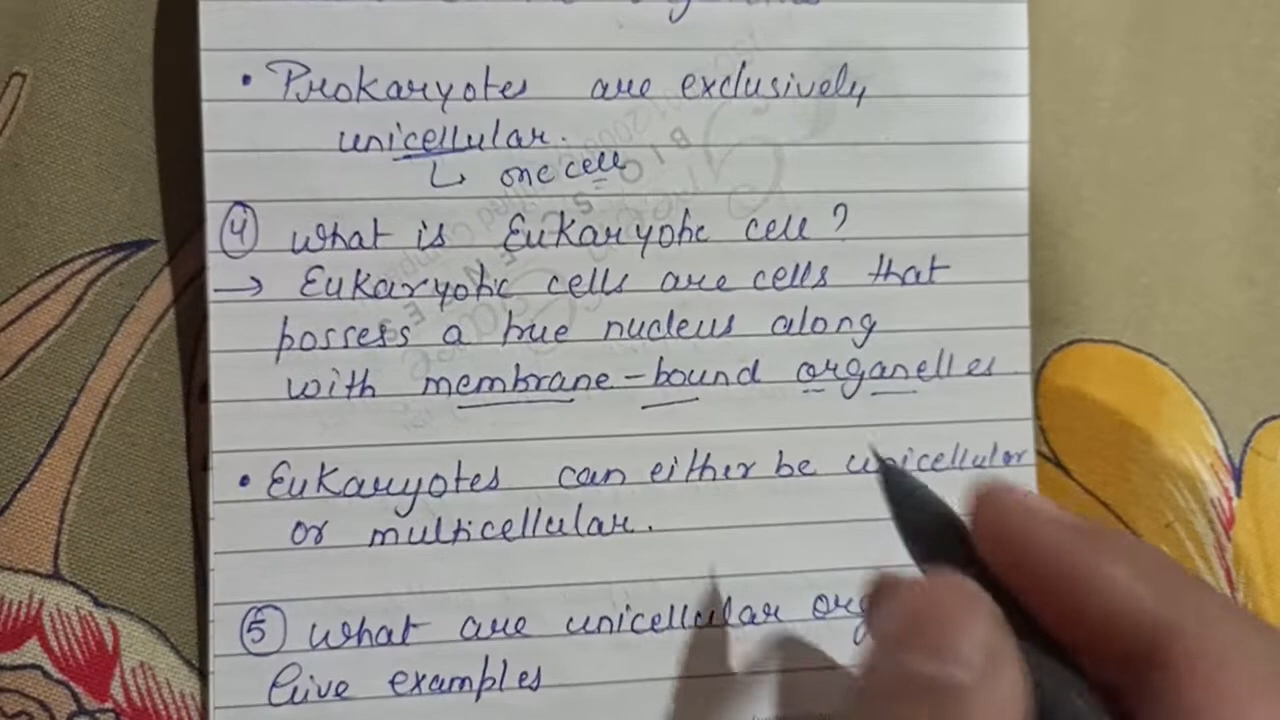 • Prokaryotes are exclusively
unicellular.
↳ one cell
④ What is Eukaryotic cell?
→ Eukaryotic cells are cells that
possess a true nucleus along
with membrane-bound organelles
• Eukaryotes can either be unicellular
or multicellular.
⑤ What are unicellular org
Give examples